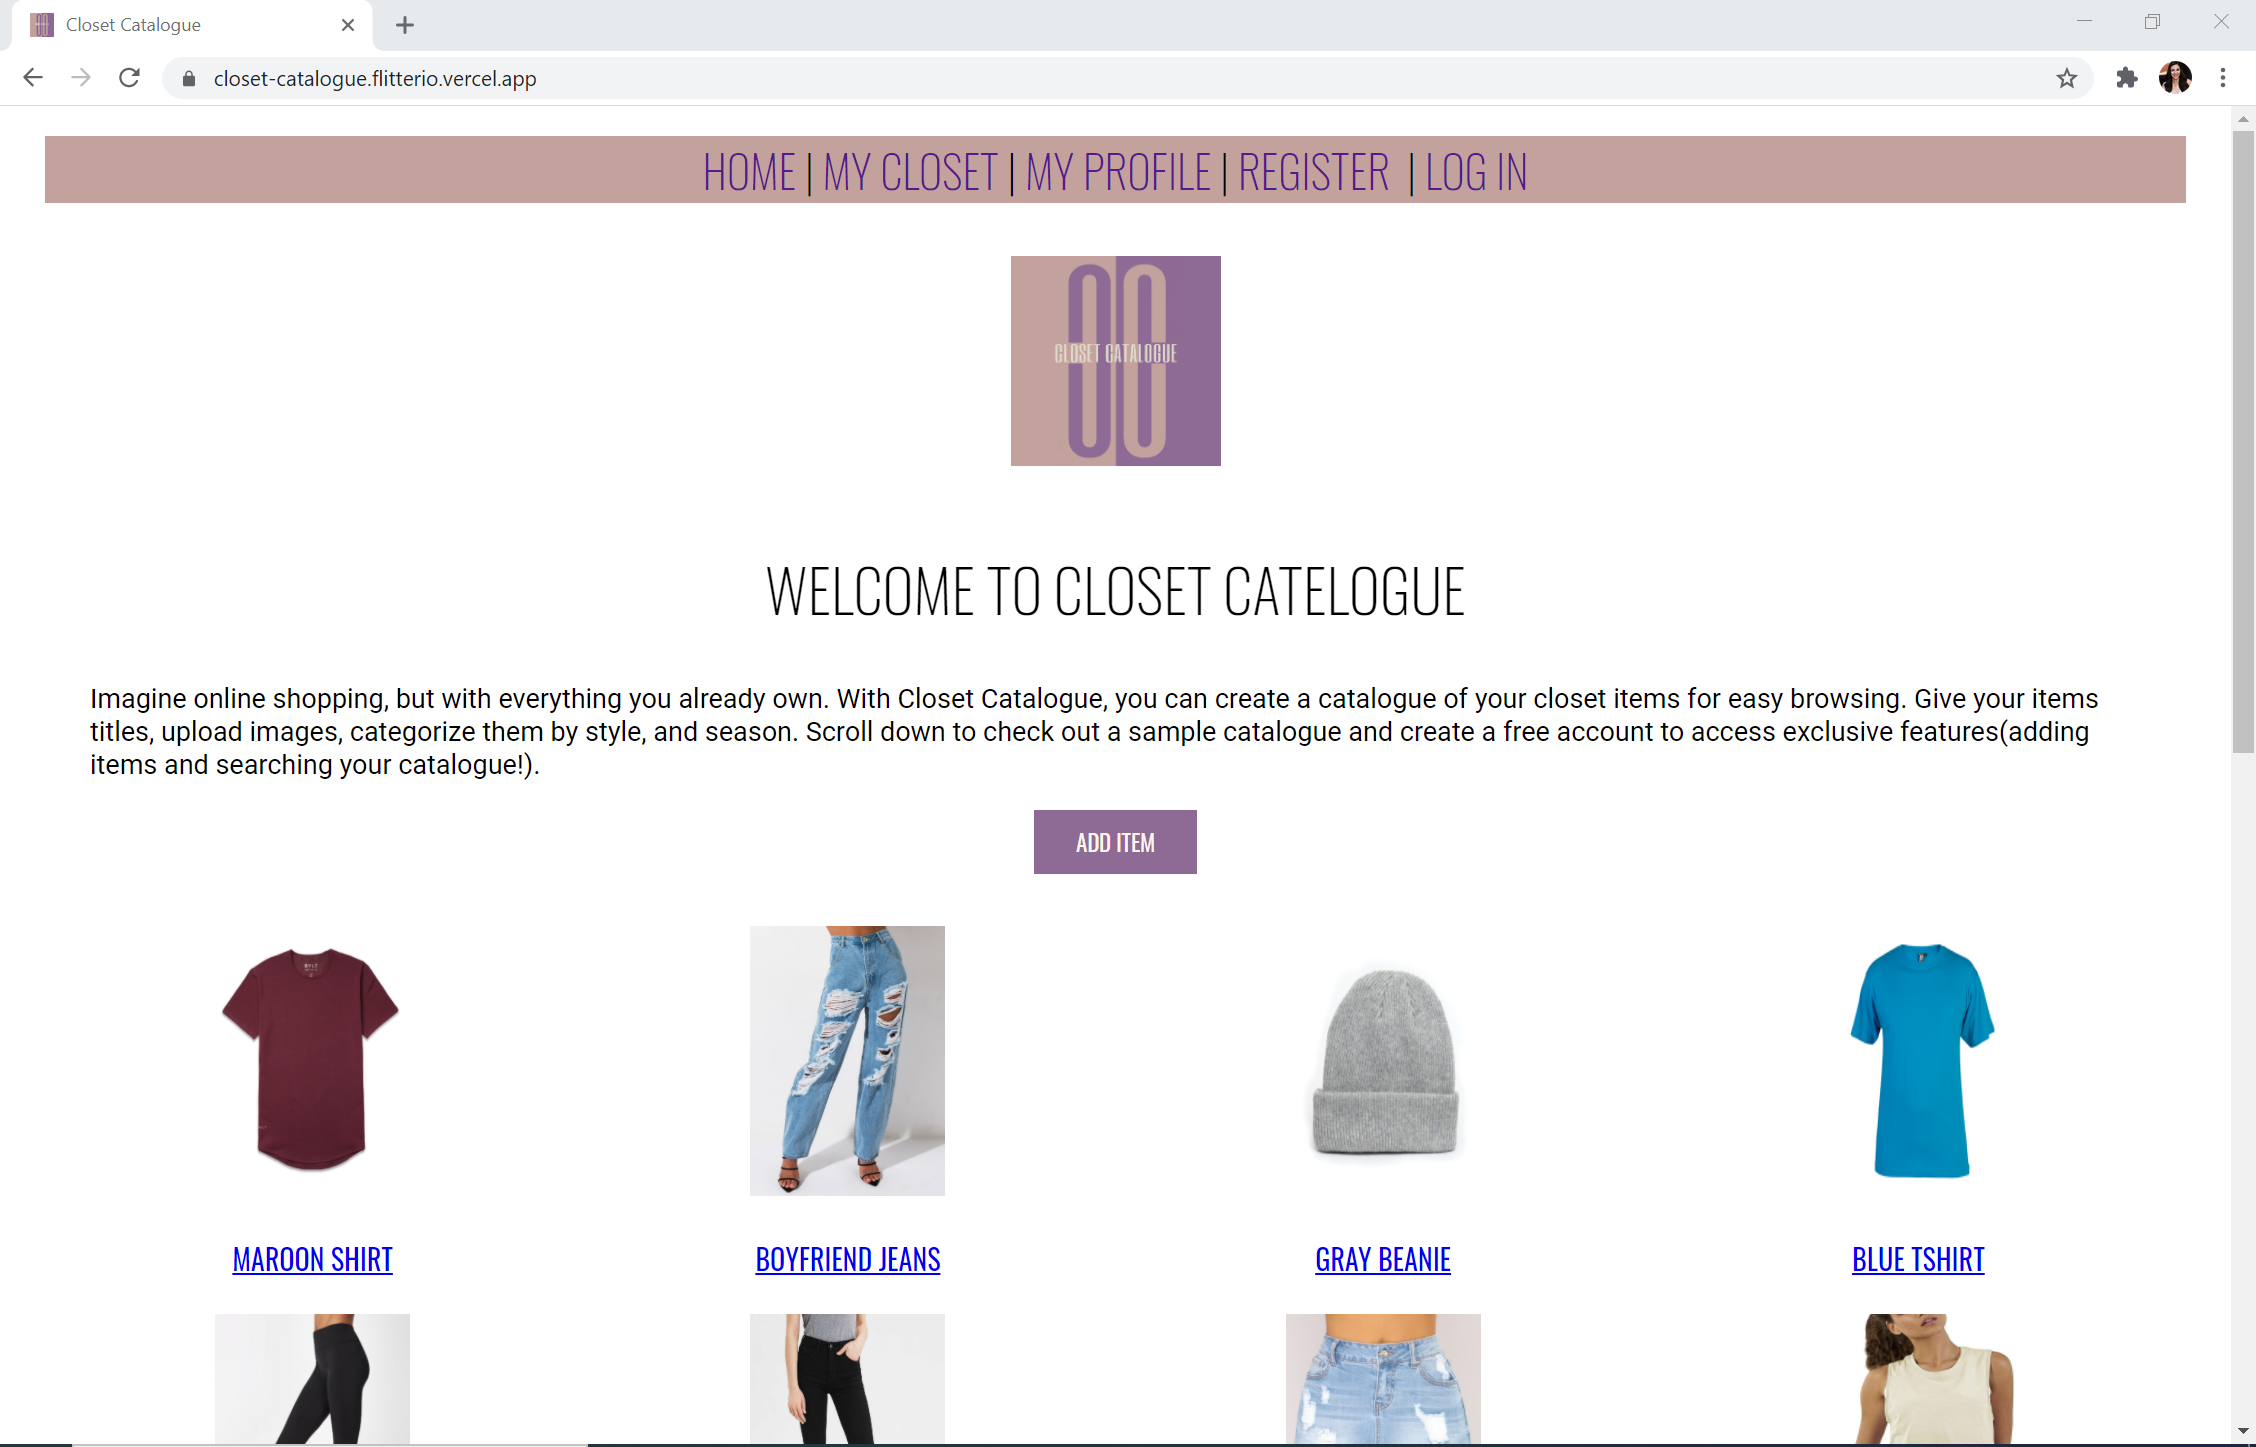 Closet Catalogue
closet-catalogue.flitterio.vercel.app
HOME | MY CLOSET | MY PROFILE | REGISTER | LOG IN
CLOSET CATALOGUE
WELCOME TO CLOSET CATELOGUE
Imagine online shopping, but with everything you already own. With Closet Catalogue, you can create a catalogue of your closet items for easy browsing. Give your items
titles, upload images, categorize them by style, and season. Scroll down to check out a sample catalogue and create a free account to access exclusive features(adding
items and searching your catalogue!).
ADD ITEM
MAROON SHIRT
BOYFRIEND JEANS
GRAY BEANIE
BLUE TSHIRT